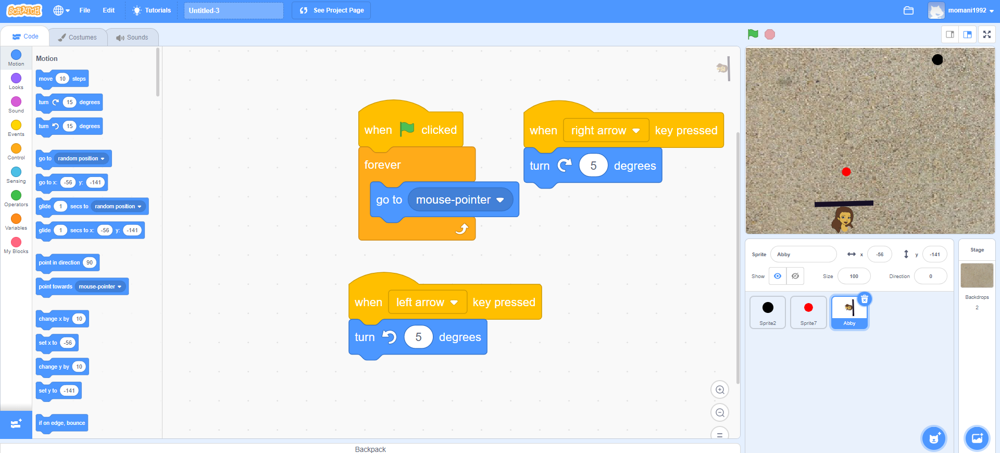 SCRATCH
File
Edit
Tutorials
Untitled-3
See Project Page
momani1992
Code
Costumes
Sounds
Motion
Looks
Sound
Events
Control
Sensing
Operators
Variables
My Blocks
Motion
move 10 steps
turn 15 degrees
turn 15 degrees
go to random position
go to x: -56 y: -141
glide 1 secs to random position
glide 1 secs to x: -56 y: -141
point in direction 90
point towards mouse-pointer
change x by 10
set x to -56
change y by 10
set y to -141
if on edge, bounce
when clicked
forever
go to mouse-pointer
when right arrow key pressed
turn 5 degrees
when left arrow key pressed
turn 5 degrees
Backpack
Sprite Abby x -56 y -141
Show Size 100 Direction 0
Sprite2
Sprite7
Abby
Stage
Backdrops
2